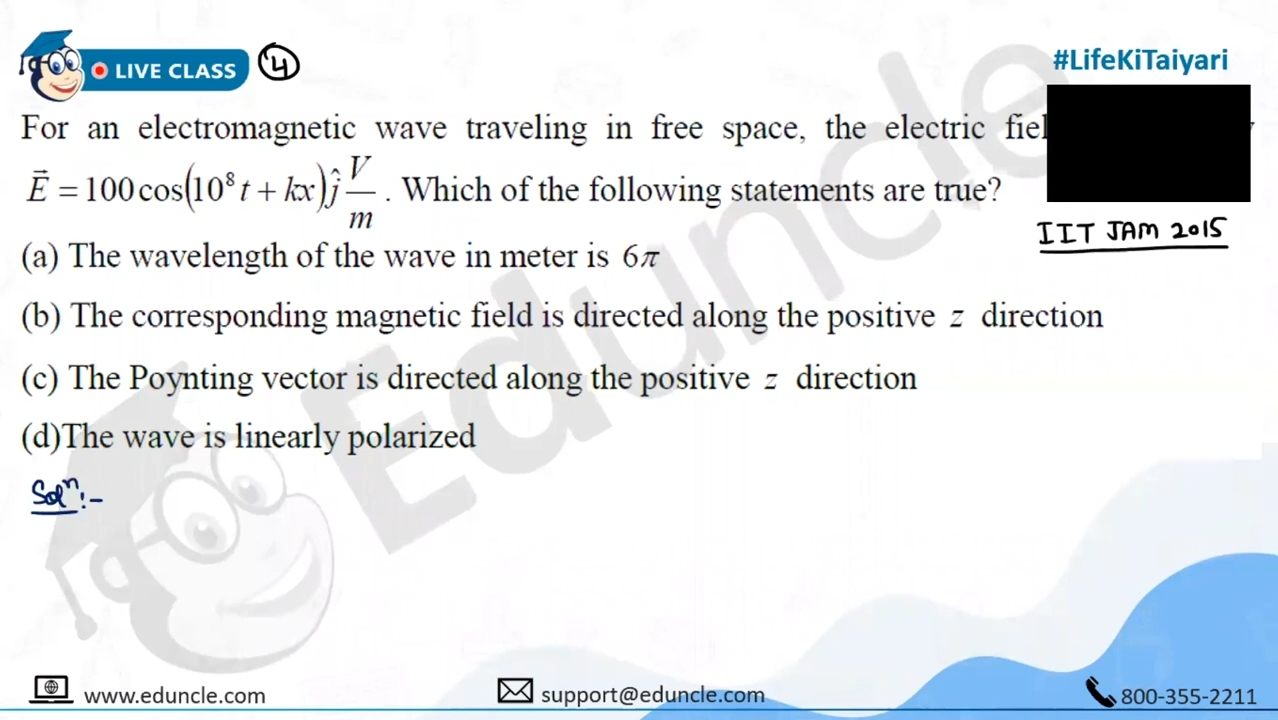 LIVE CLASS 4
#LifeKiTaiyari
For an electromagnetic wave traveling in free space, the electric
E⃗ = 100 cos(10⁸ t + kx) ĵ V/m . Which of the following statements are true?
IIT JAM 2015
(a) The wavelength of the wave in meter is 6π
(b) The corresponding magnetic field is directed along the positive z direction
(c) The Poynting vector is directed along the positive z direction
(d)The wave is linearly polarized
Solⁿ:-
Eduncle
www.eduncle.com
support@eduncle.com
800-355-2211